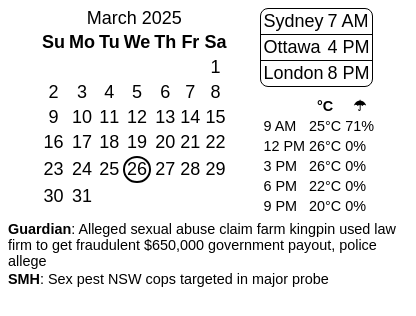 March 2025
Su Mo Tu We Th Fr Sa
1
2 3 4 5 6 7 8
9 10 11 12 13 14 15
16 17 18 19 20 21 22
23 24 25 26 27 28 29
30 31
Sydney 7 AM
Ottawa 4 PM
London 8 PM
°C ☂
9 AM 25°C 71%
12 PM 26°C 0%
3 PM 26°C 0%
6 PM 22°C 0%
9 PM 20°C 0%
Guardian: Alleged sexual abuse claim farm kingpin used law
firm to get fraudulent $650,000 government payout, police
allege
SMH: Sex pest NSW cops targeted in major probe